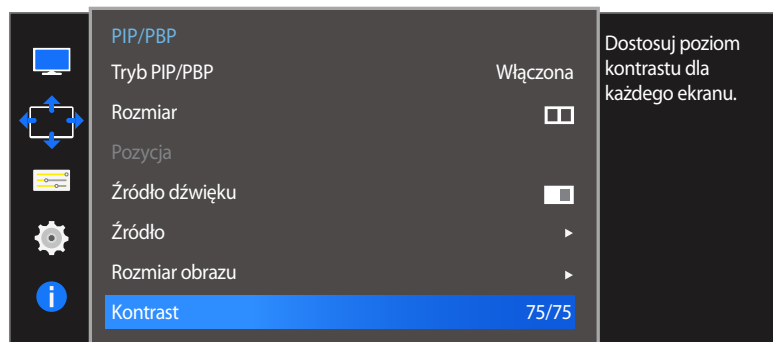 PIP/PBP
Tryb PIP/PBP Włączona
Rozmiar
Pozycja
Źródło dźwięku
Źródło
Rozmiar obrazu
Kontrast 75/75
Dostosuj poziom
kontrastu dla
każdego ekranu.